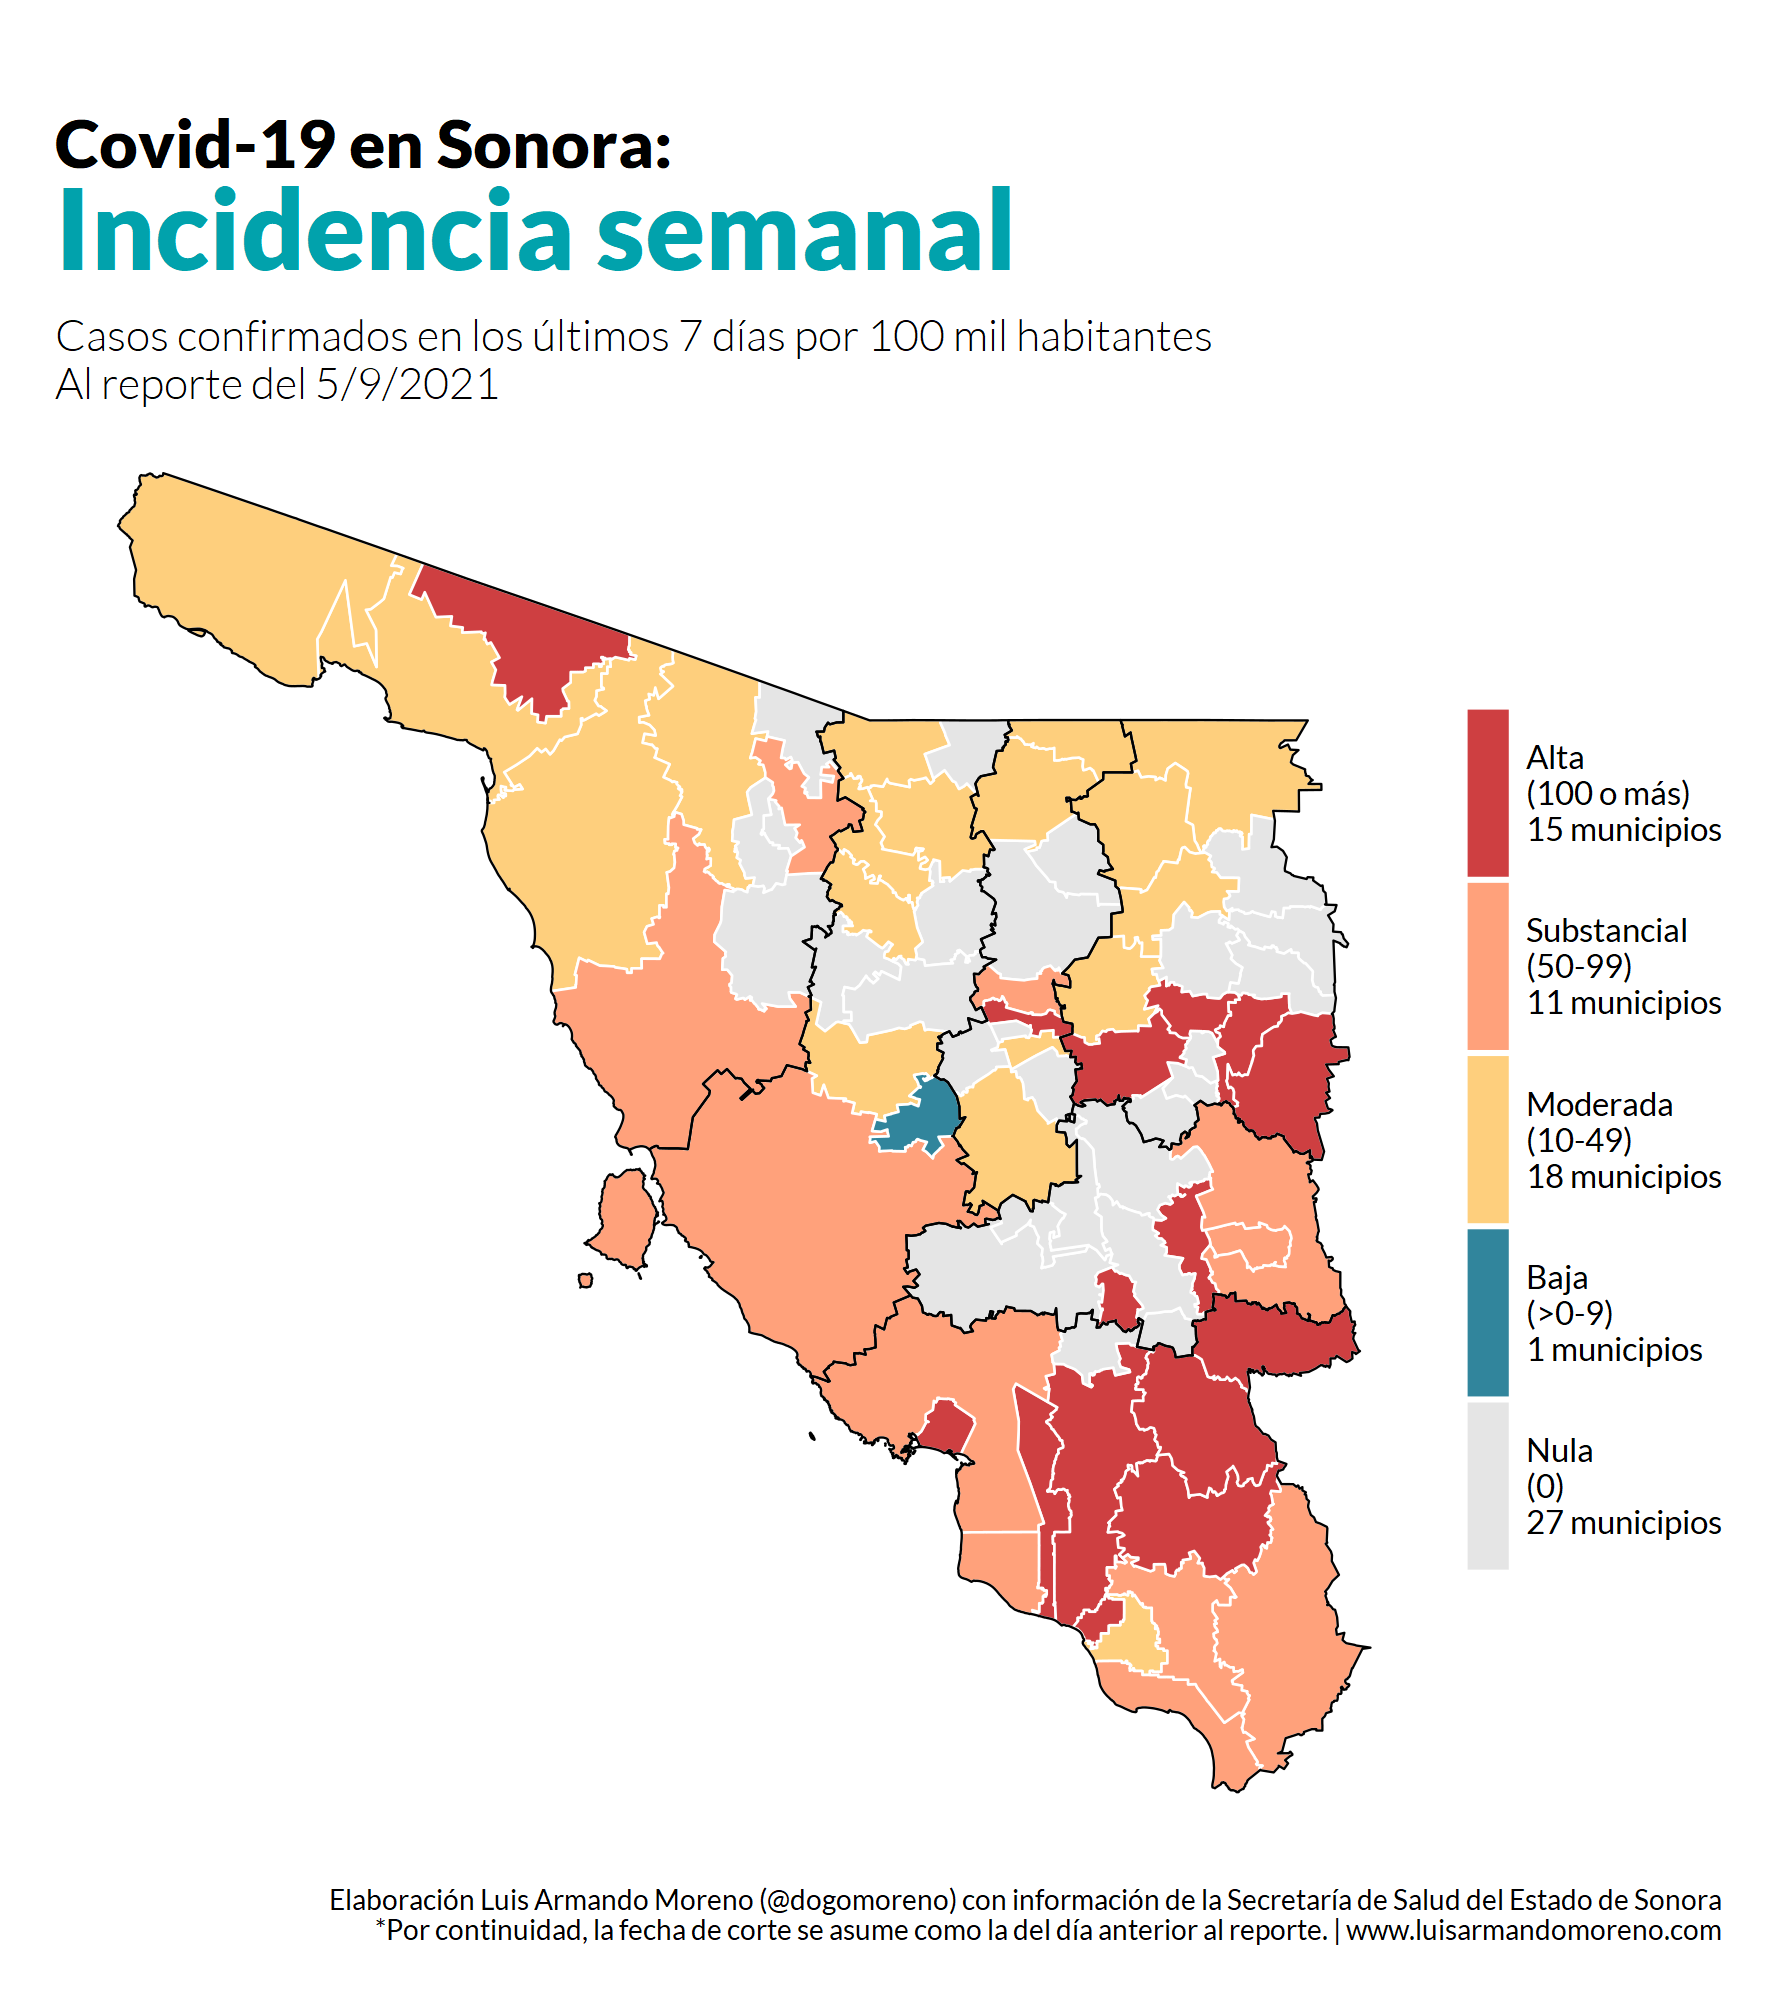 Covid-19 en Sonora:
Incidencia semanal
Casos confirmados en los últimos 7 días por 100 mil habitantes
Al reporte del 5/9/2021
Alta
(100 o más)
15 municipios
Substancial
(50-99)
11 municipios
Moderada
(10-49)
18 municipios
Baja
(>0-9)
1 municipios
Nula
(0)
27 municipios
Elaboración Luis Armando Moreno (@dogomoreno) con información de la Secretaría de Salud del Estado de Sonora
*Por continuidad, la fecha de corte se asume como la del día anterior al reporte. | www.luisarmandomoreno.com